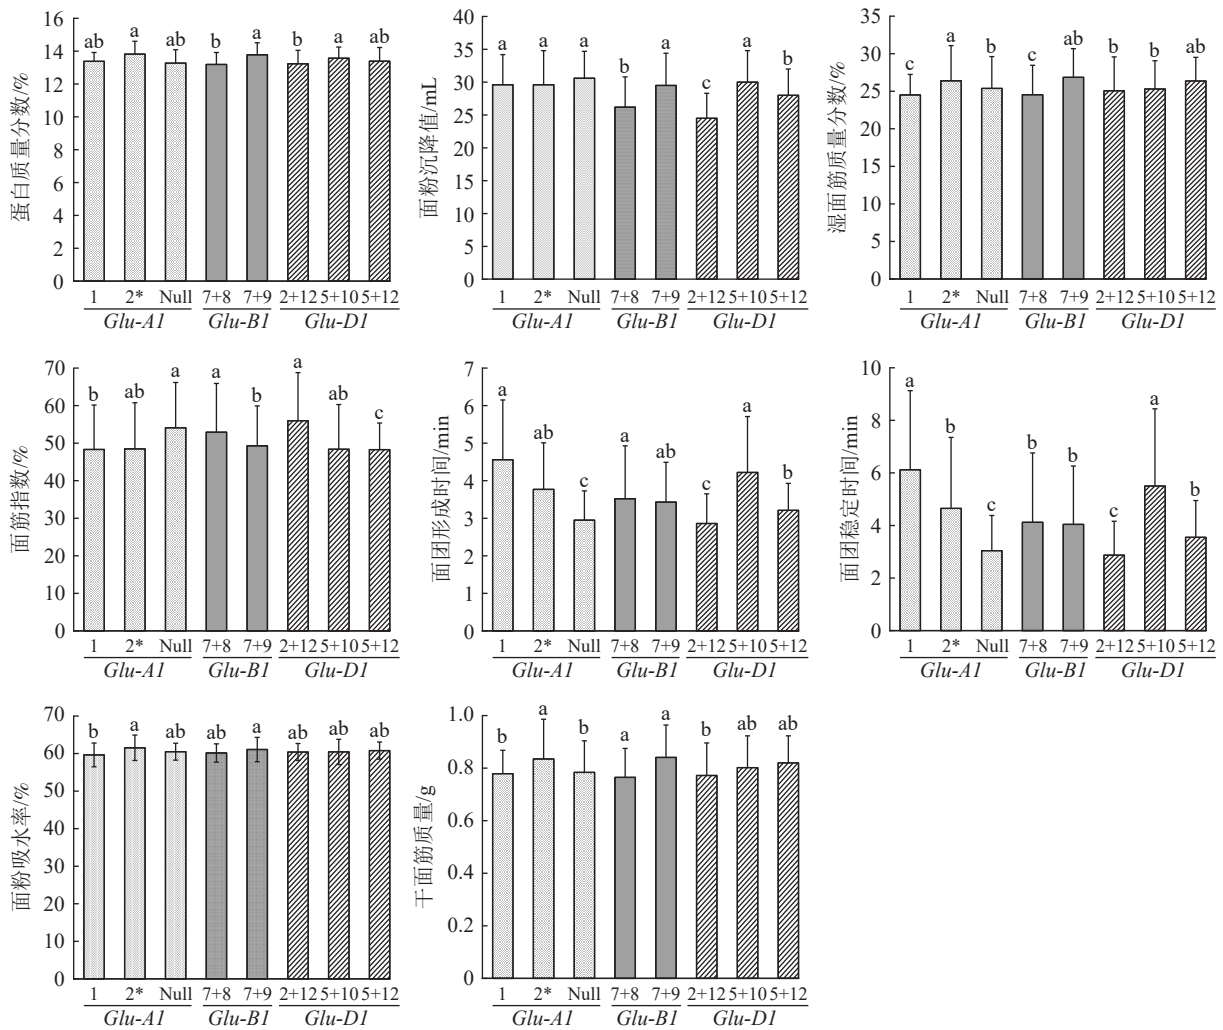 蛋白质量分数/%
16
14
12
10
8
6
4
2
0
ab a ab b a b a ab
1 2* Null 7+8 7+9 2+12 5+10 5+12
Glu-A1 Glu-B1 Glu-D1
面粉沉降值/mL
40
35
30
25
20
15
10
5
0
a a a b a c a b
1 2* Null 7+8 7+9 2+12 5+10 5+12
Glu-A1 Glu-B1 Glu-D1
湿面筋质量分数/%
35
30
25
20
15
10
5
0
c a b c ab b b ab
1 2* Null 7+8 7+9 2+12 5+10 5+12
Glu-A1 Glu-B1 Glu-D1
面筋指数/%
70
60
50
40
30
20
10
0
b ab a a b a ab c
1 2* Null 7+8 7+9 2+12 5+10 5+12
Glu-A1 Glu-B1 Glu-D1
面团形成时间/min
7
6
5
4
3
2
1
0
a ab c a ab c a b
1 2* Null 7+8 7+9 2+12 5+10 5+12
Glu-A1 Glu-B1 Glu-D1
面团稳定时间/min
10
8
6
4
2
0
a b c b b c a b
1 2* Null 7+8 7+9 2+12 5+10 5+12
Glu-A1 Glu-B1 Glu-D1
面粉吸水率/%
70
60
50
40
30
20
10
0
b a ab ab a ab ab ab
1 2* Null 7+8 7+9 2+12 5+10 5+12
Glu-A1 Glu-B1 Glu-D1
干面筋质量/g
1.0
0.8
0.6
0.4
0.2
0
b a b a a b ab ab
1 2* Null 7+8 7+9 2+12 5+10 5+12
Glu-A1 Glu-B1 Glu-D1